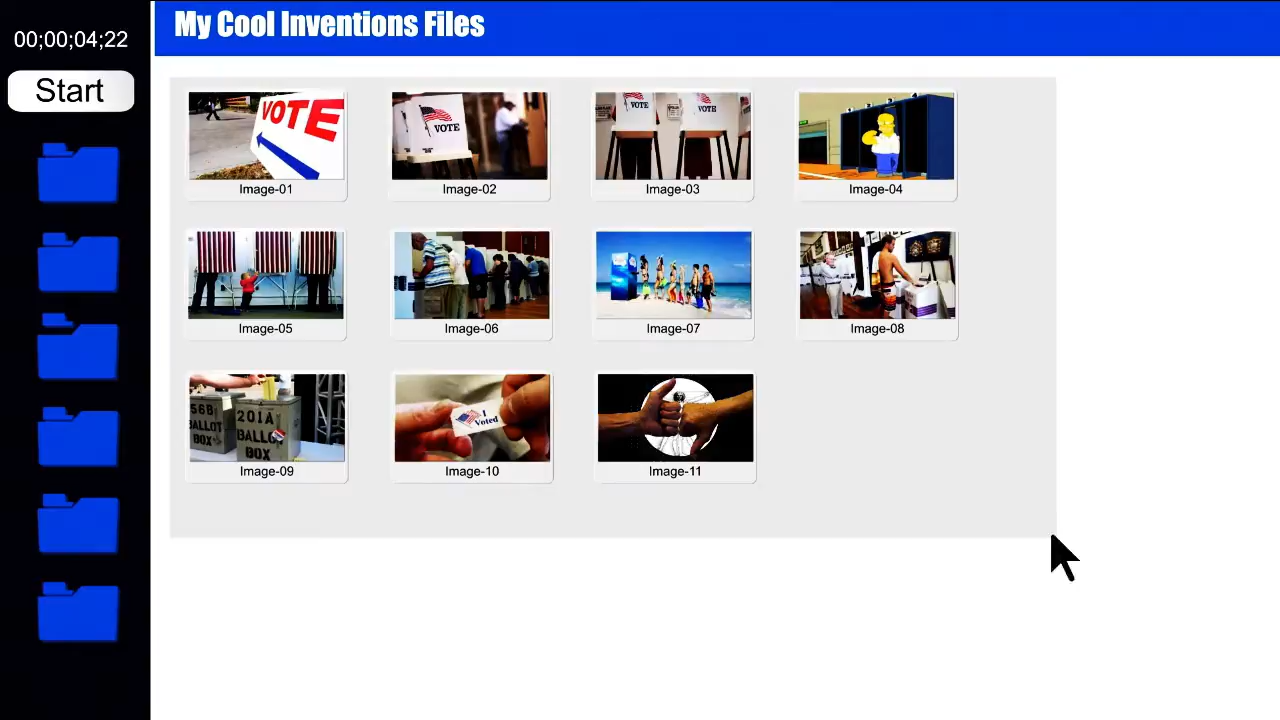 My Cool Inventions Files
00;00;04;22
Start
VOTE
VOTE
VOTE
VOTE
Image-01
Image-02
Image-03
Image-04
Image-05
Image-06
Image-07
Image-08
56B
BALLOT
BOX
201A
BALLOT
BOX
I
Voted
Image-09
Image-10
Image-11